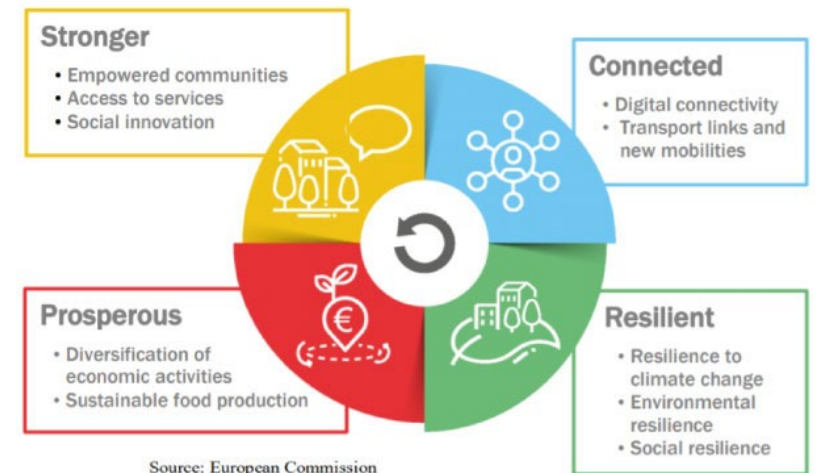 Stronger
• Empowered communities
• Access to services
• Social innovation
Connected
• Digital connectivity
• Transport links and
new mobilities
Prosperous
• Diversification of
economic activities
• Sustainable food production
€
Resilient
• Resilience to
climate change
• Environmental
resilience
• Social resilience
Source: European Commission